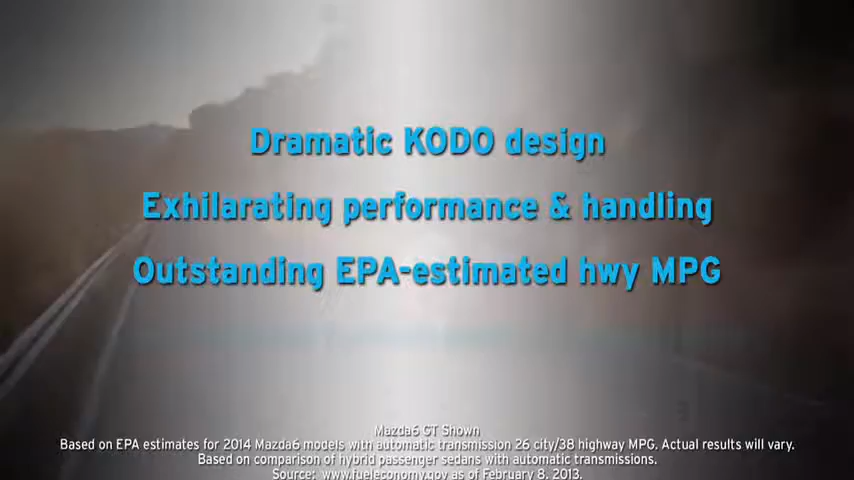 Dramatic KODO design
Exhilarating performance & handling
Outstanding EPA-estimated hwy MPG
Mazda6 GT Shown
Based on EPA estimates for 2014 Mazda6 models with automatic transmission 26 city/38 highway MPG. Actual results will vary.
Based on comparison of hybrid passenger sedans with automatic transmissions.
Source: www.fueleconomy.gov as of February 8, 2013.